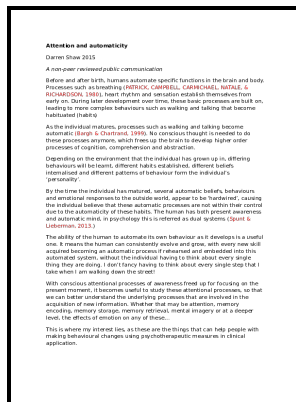 Attention and automaticity
Darren Shaw 2015
A non-peer reviewed public communication
Before and after birth, humans automate specific functions in the brain and body.
Processes such as breathing (PATRICK, CAMPBELL, CARMICHAEL, NATALE, &
RICHARDSON, 1980), heart rhythm and sensation establish themselves from
early on. During later development over time, these basic processes are built on,
leading to more complex behaviours such as walking and talking that become
habituated (habits)
As the individual matures, processes such as walking and talking become
automatic (Bargh & Chartrand, 1999). No conscious thought is needed to do
these processes anymore, which frees up the brain to develop higher order
processes of cognition, comprehension and abstraction.
Depending on the environment that the individual has grown up in, differing
behaviours will be learnt, different habits established, different beliefs
internalised and different patterns of behaviour form the individual's
'personality'.
By the time the individual has matured, several automatic beliefs, behaviours
and emotional responses to the outside world, appear to be 'hardwired', causing
the individual believe that these automatic processes are not within their control
due to the automaticity of these habits. The human has both present awareness
and automatic mind, in psychology this is referred to as dual systems (Spunt &
Lieberman, 2013.)
The ability of the human to automate its own behaviour as it develops is a useful
one. It means the human can consistently evolve and grow, with every new skill
acquired becoming an automatic process if rehearsed and embedded into this
automated system, without the individual having to think about every single
thing they are doing. I don't fancy having to think about every single step that I
take when I am walking down the street!
With conscious attentional processes of awareness freed up for focusing on the
present moment, it becomes useful to study these attentional processes, so that
we can better understand the underlying processes that are involved in the
acquisition of new information. Whether that may be attention, memory
encoding, memory storage, memory retrieval, mental imagery or at a deeper
level, the effects of emotion on any of these...
This is where my interest lies, as these are the things that can help people with
making behavioural changes using psychotherapeutic measures in clinical
application.